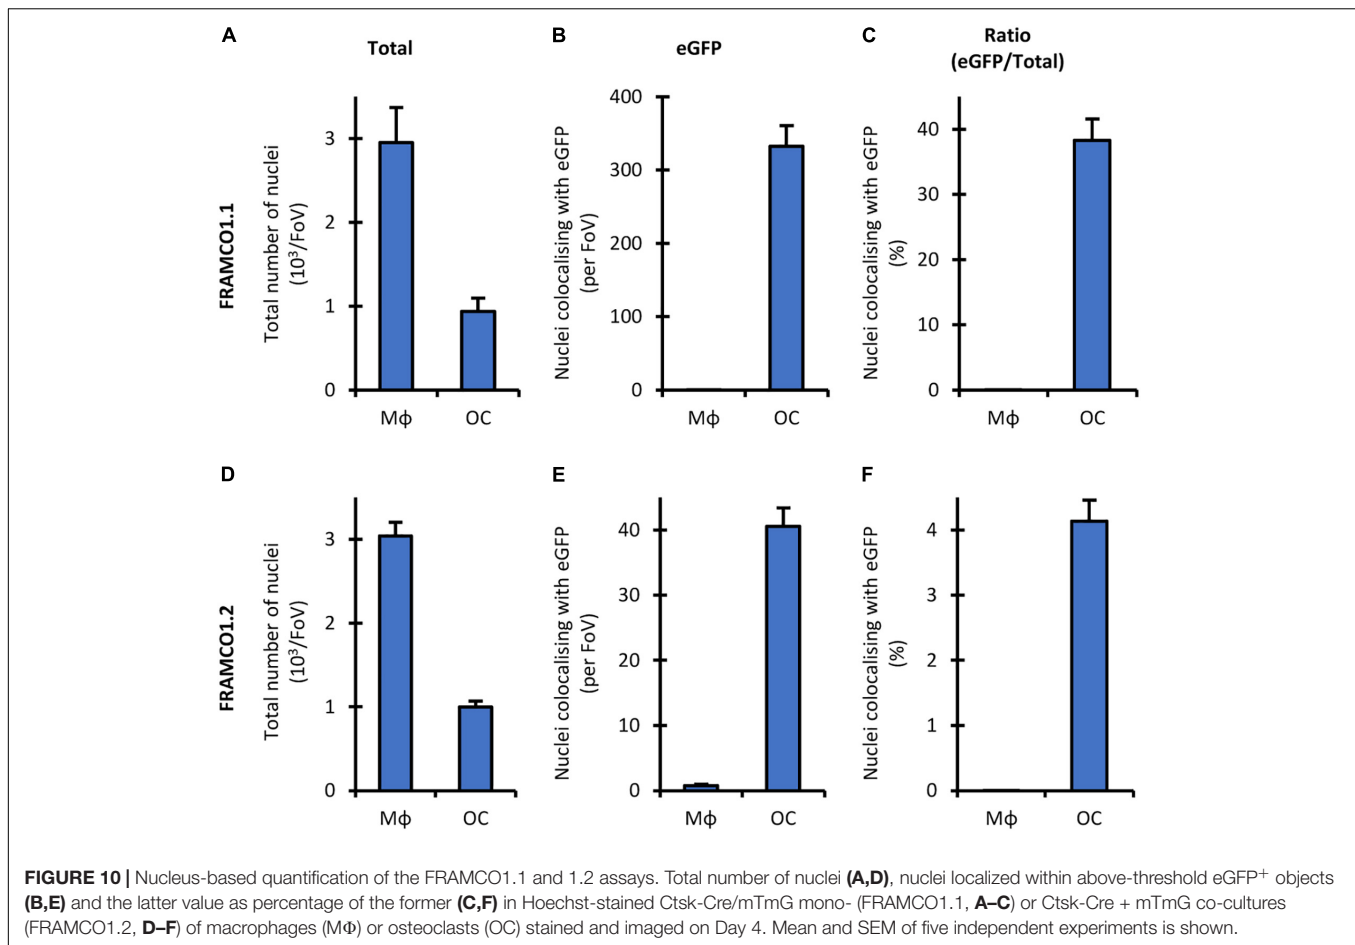 A
Total
B
eGFP
C
Ratio
(eGFP/Total)
FRAMCO1.1
Total number of nuclei
(10³/FoV)
3
2
1
0
Mϕ
OC
Nuclei colocalising with eGFP
(per FoV)
400
300
200
100
0
Mϕ
OC
Nuclei colocalising with eGFP
(%)
40
30
20
10
0
Mϕ
OC
D
E
F
FRAMCO1.2
Total number of nuclei
(10³/FoV)
3
2
1
0
Mϕ
OC
Nuclei colocalising with eGFP
(per FoV)
40
30
40
10
0
Mϕ
OC
Nuclei colocalising with eGFP
(%)
4
3
4
1
0
Mϕ
OC
FIGURE 10 | Nucleus-based quantification of the FRAMCO1.1 and 1.2 assays. Total number of nuclei (A,D), nuclei localized within above-threshold eGFP⁺ objects
(B,E) and the latter value as percentage of the former (C,F) in Hoechst-stained Ctsk-Cre/mTmG mono- (FRAMCO1.1, A–C) or Ctsk-Cre + mTmG co-cultures
(FRAMCO1.2, D–F) of macrophages (MΦ) or osteoclasts (OC) stained and imaged on Day 4. Mean and SEM of five independent experiments is shown.